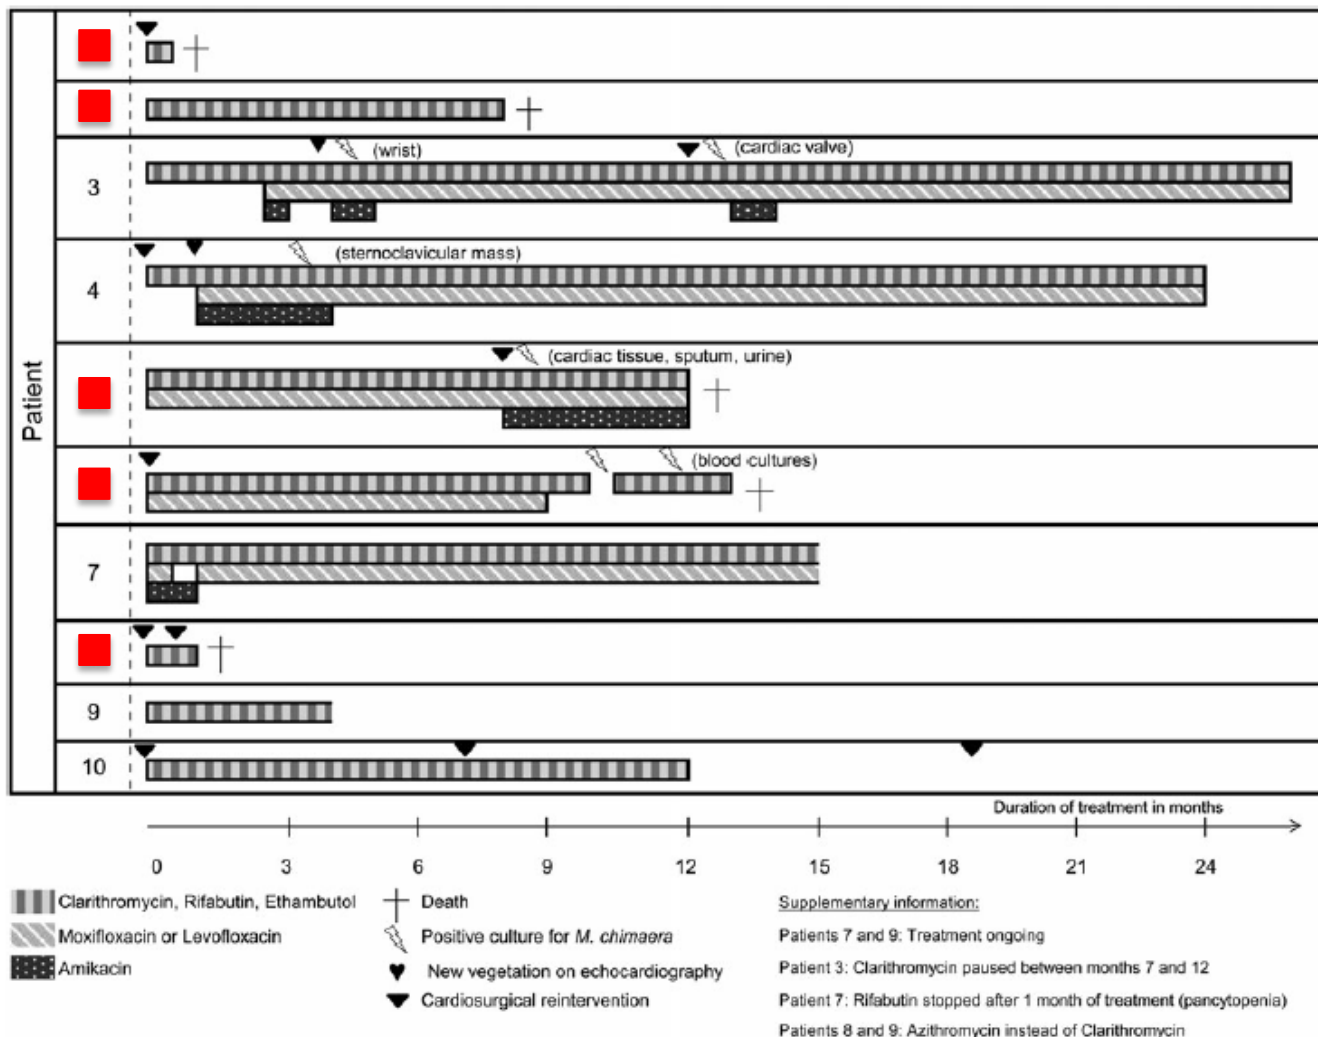 Patient
3
(wrist)
(cardiac valve)
4
(sternoclavicular mass)
(cardiac tissue, sputum, urine)
(blood cultures)
7
9
10
Duration of treatment in months
0 3 6 9 12 15 18 21 24
Clarithromycin, Rifabutin, Ethambutol
Moxifloxacin or Levofloxacin
Amikacin
Death
Positive culture for M. chimaera
New vegetation on echocardiography
Cardiosurgical reintervention
Supplementary information:
Patients 7 and 9: Treatment ongoing
Patient 3: Clarithromycin paused between months 7 and 12
Patient 7: Rifabutin stopped after 1 month of treatment (pancytopenia)
Patients 8 and 9: Azithromycin instead of Clarithromycin